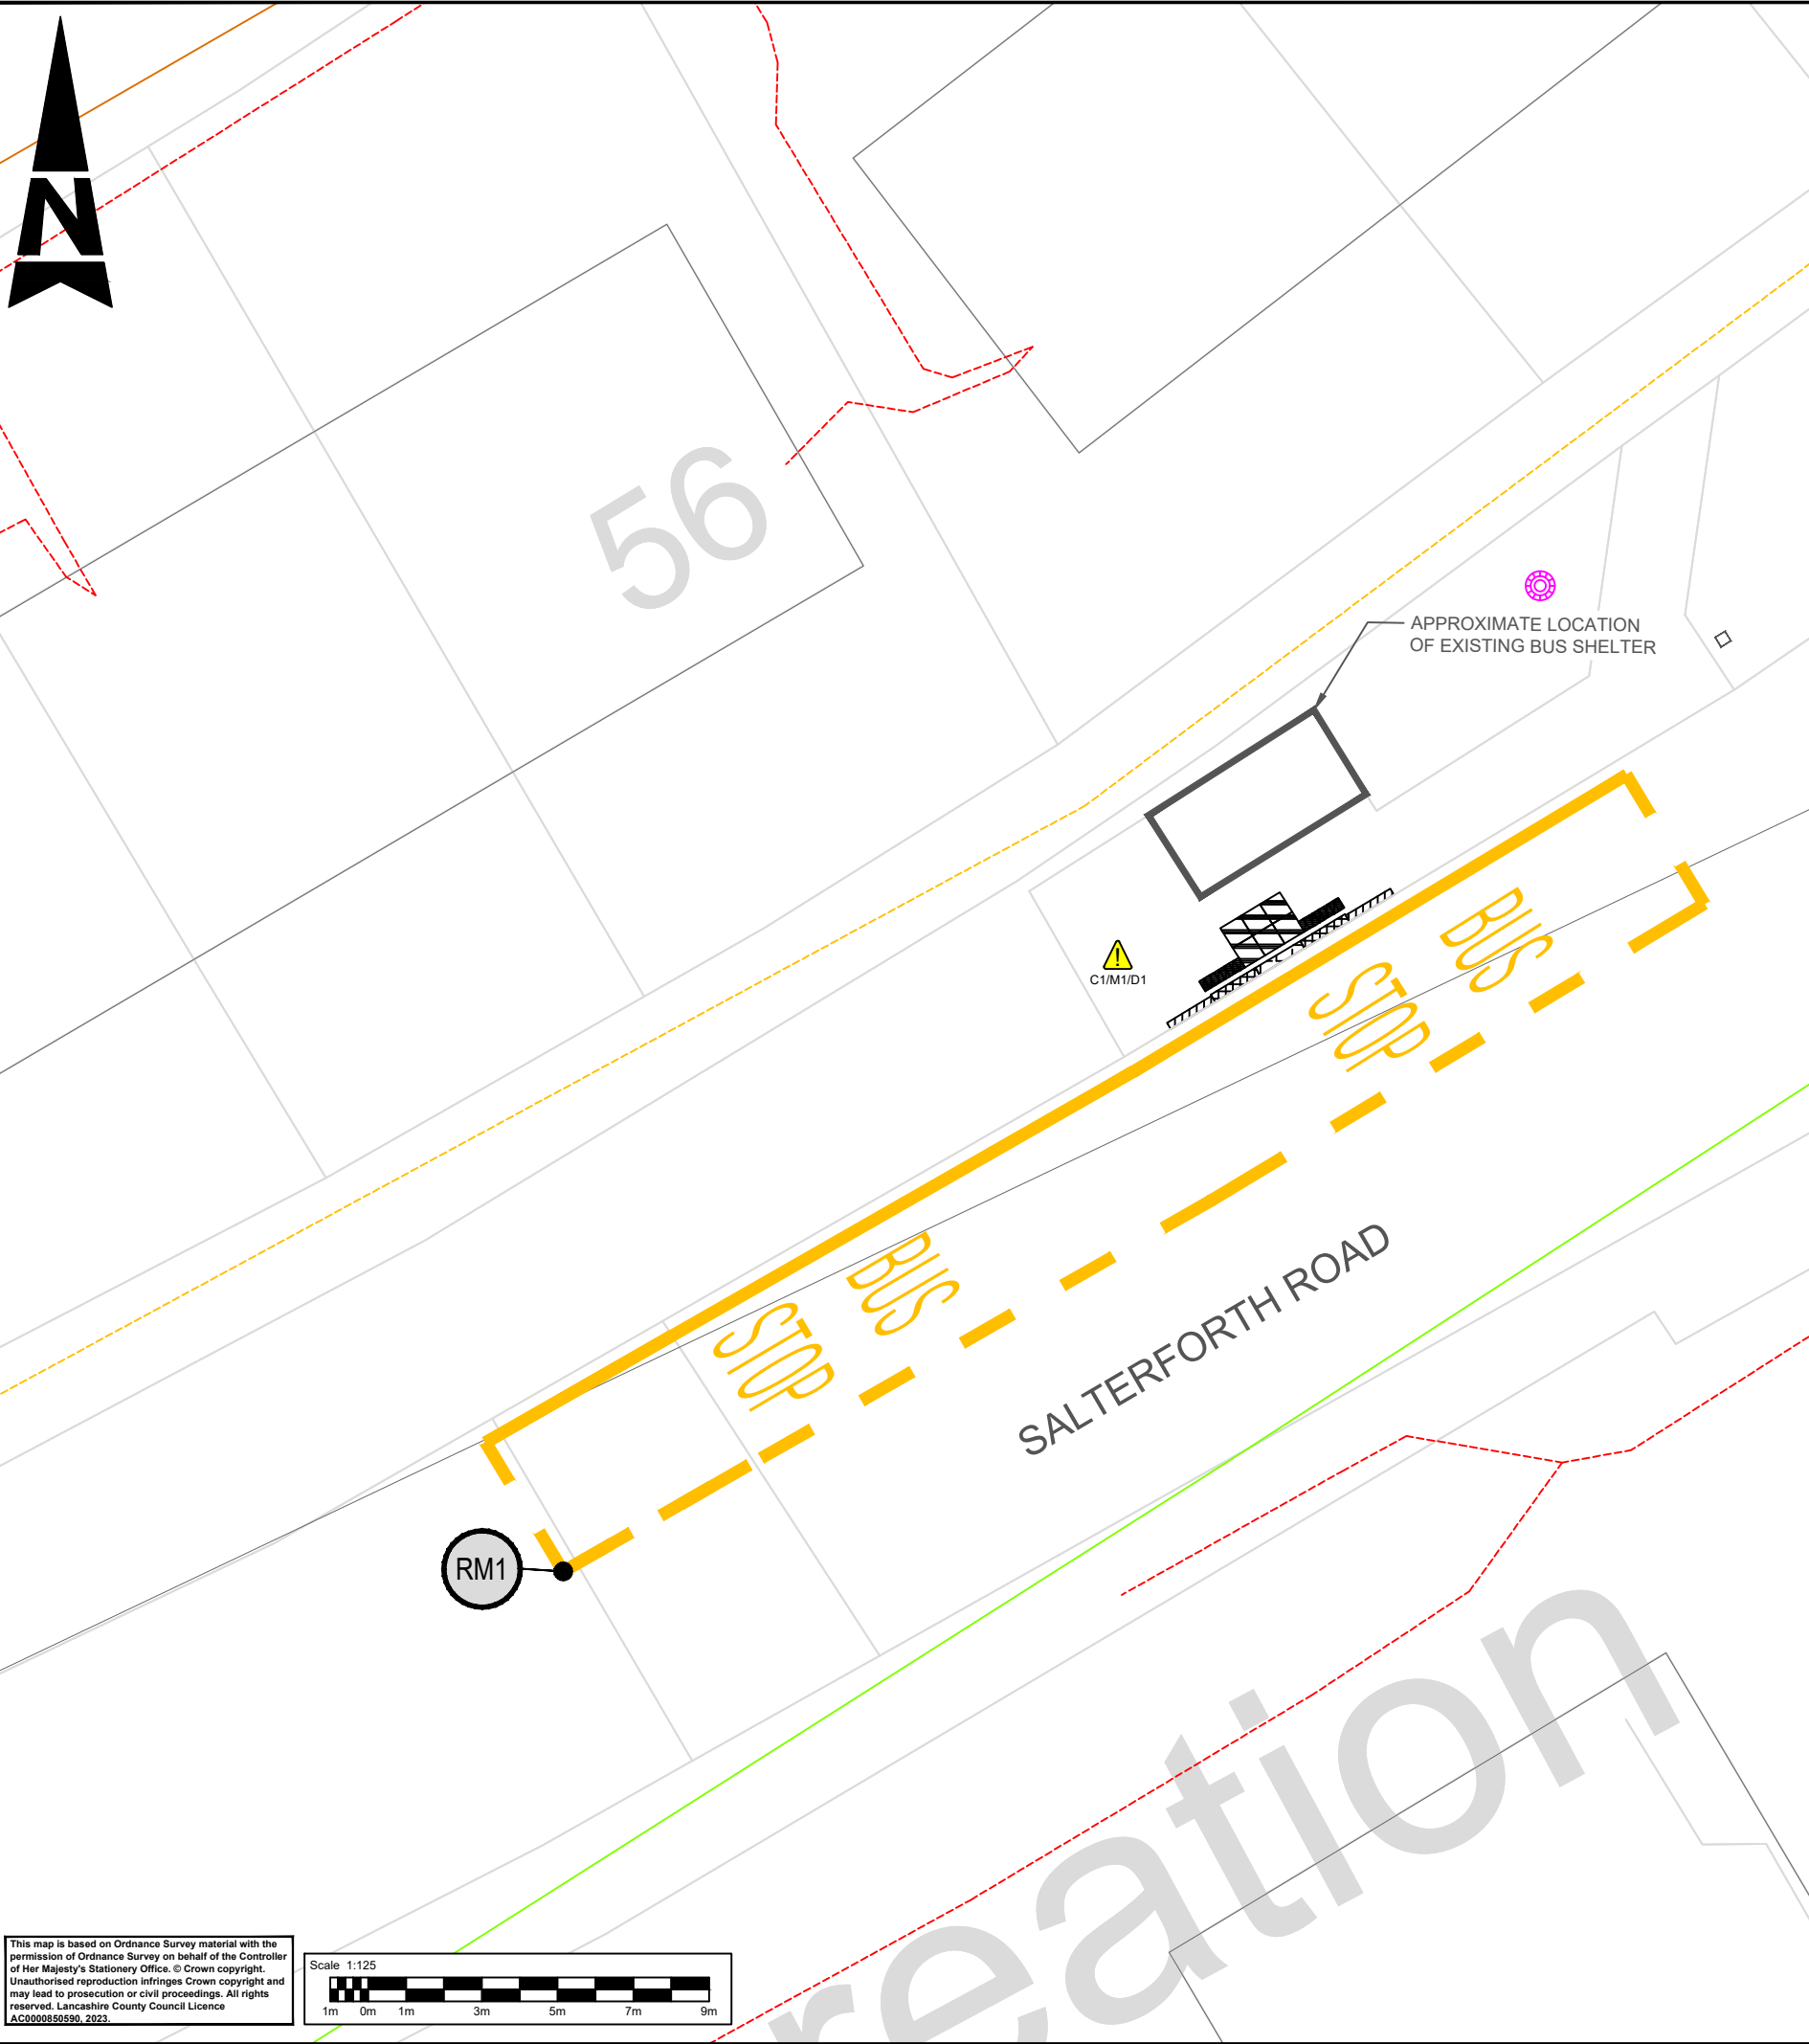 N
56
APPROXIMATE LOCATION
OF EXISTING BUS SHELTER
C1/M1/D1
BUS
STOP
BUS
STOP
SALTERFORTH ROAD
RM1
reation
This map is based on Ordnance Survey material with the
permission of Ordnance Survey on behalf of the Controller
of Her Majesty's Stationery Office. © Crown copyright.
Unauthorised reproduction infringes Crown copyright and
may lead to prosecution or civil proceedings. All rights
reserved. Lancashire County Council Licence
AC0000850590, 2023.
Scale 1:125
1m 0m 1m 3m 5m 7m 9m